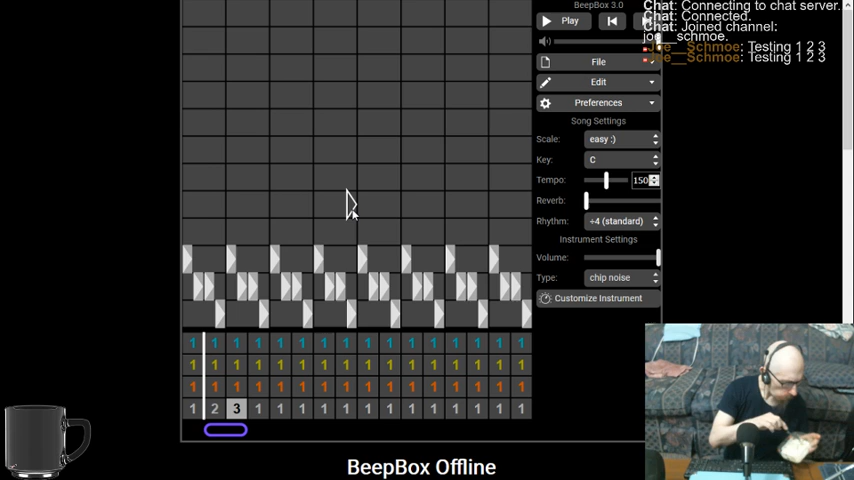 BeepBox 3.0
Play
File
Edit
Preferences
Song Settings
Scale: easy :)
Key: C
Tempo: 150
Reverb:
Rhythm: ÷4 (standard)
Instrument Settings
Volume:
Type: chip noise
Customize Instrument
Chat: Connecting to chat server.
Chat: Connected.
Chat: Joined channel:
joe__schmoe.
Joe__Schmoe: Testing 1 2 3
Joe__Schmoe: Testing 1 2 3
1 1 1 1 1 1 1 1 1 1 1 1 1 1 1 1
1 1 1 1 1 1 1 1 1 1 1 1 1 1 1 1
1 1 1 1 1 1 1 1 1 1 1 1 1 1 1 1
1 2 3 1 1 1 1 1 1 1 1 1 1 1 1 1
BeepBox Offline